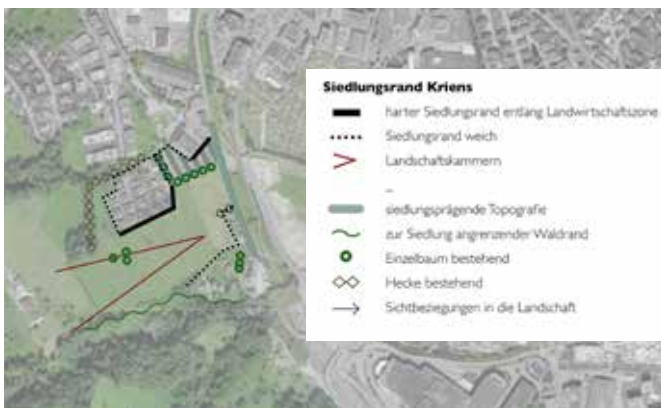 Siedlungsrand Kriens
harter Siedlungsrand entlang Landwirtschaftszone
Siedlungsrand weich
Landschaftskammern
–
siedlungsprägende Topografie
zur Siedlung angrenzender Waldrand
Einzelbaum bestehend
Hecke bestehend
Sichtbeziehungen in die Landschaft